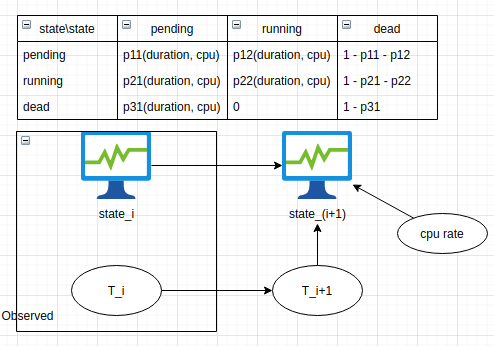 state\state pending running dead
pending p11(duration, cpu) p12(duration, cpu) 1 - p11 - p12
running p21(duration, cpu) p22(duration, cpu) 1 - p21 - p22
dead p31(duration, cpu) 0 1 - p31
state_i state_(i+1)
cpu rate
T_i T_i+1
Observed